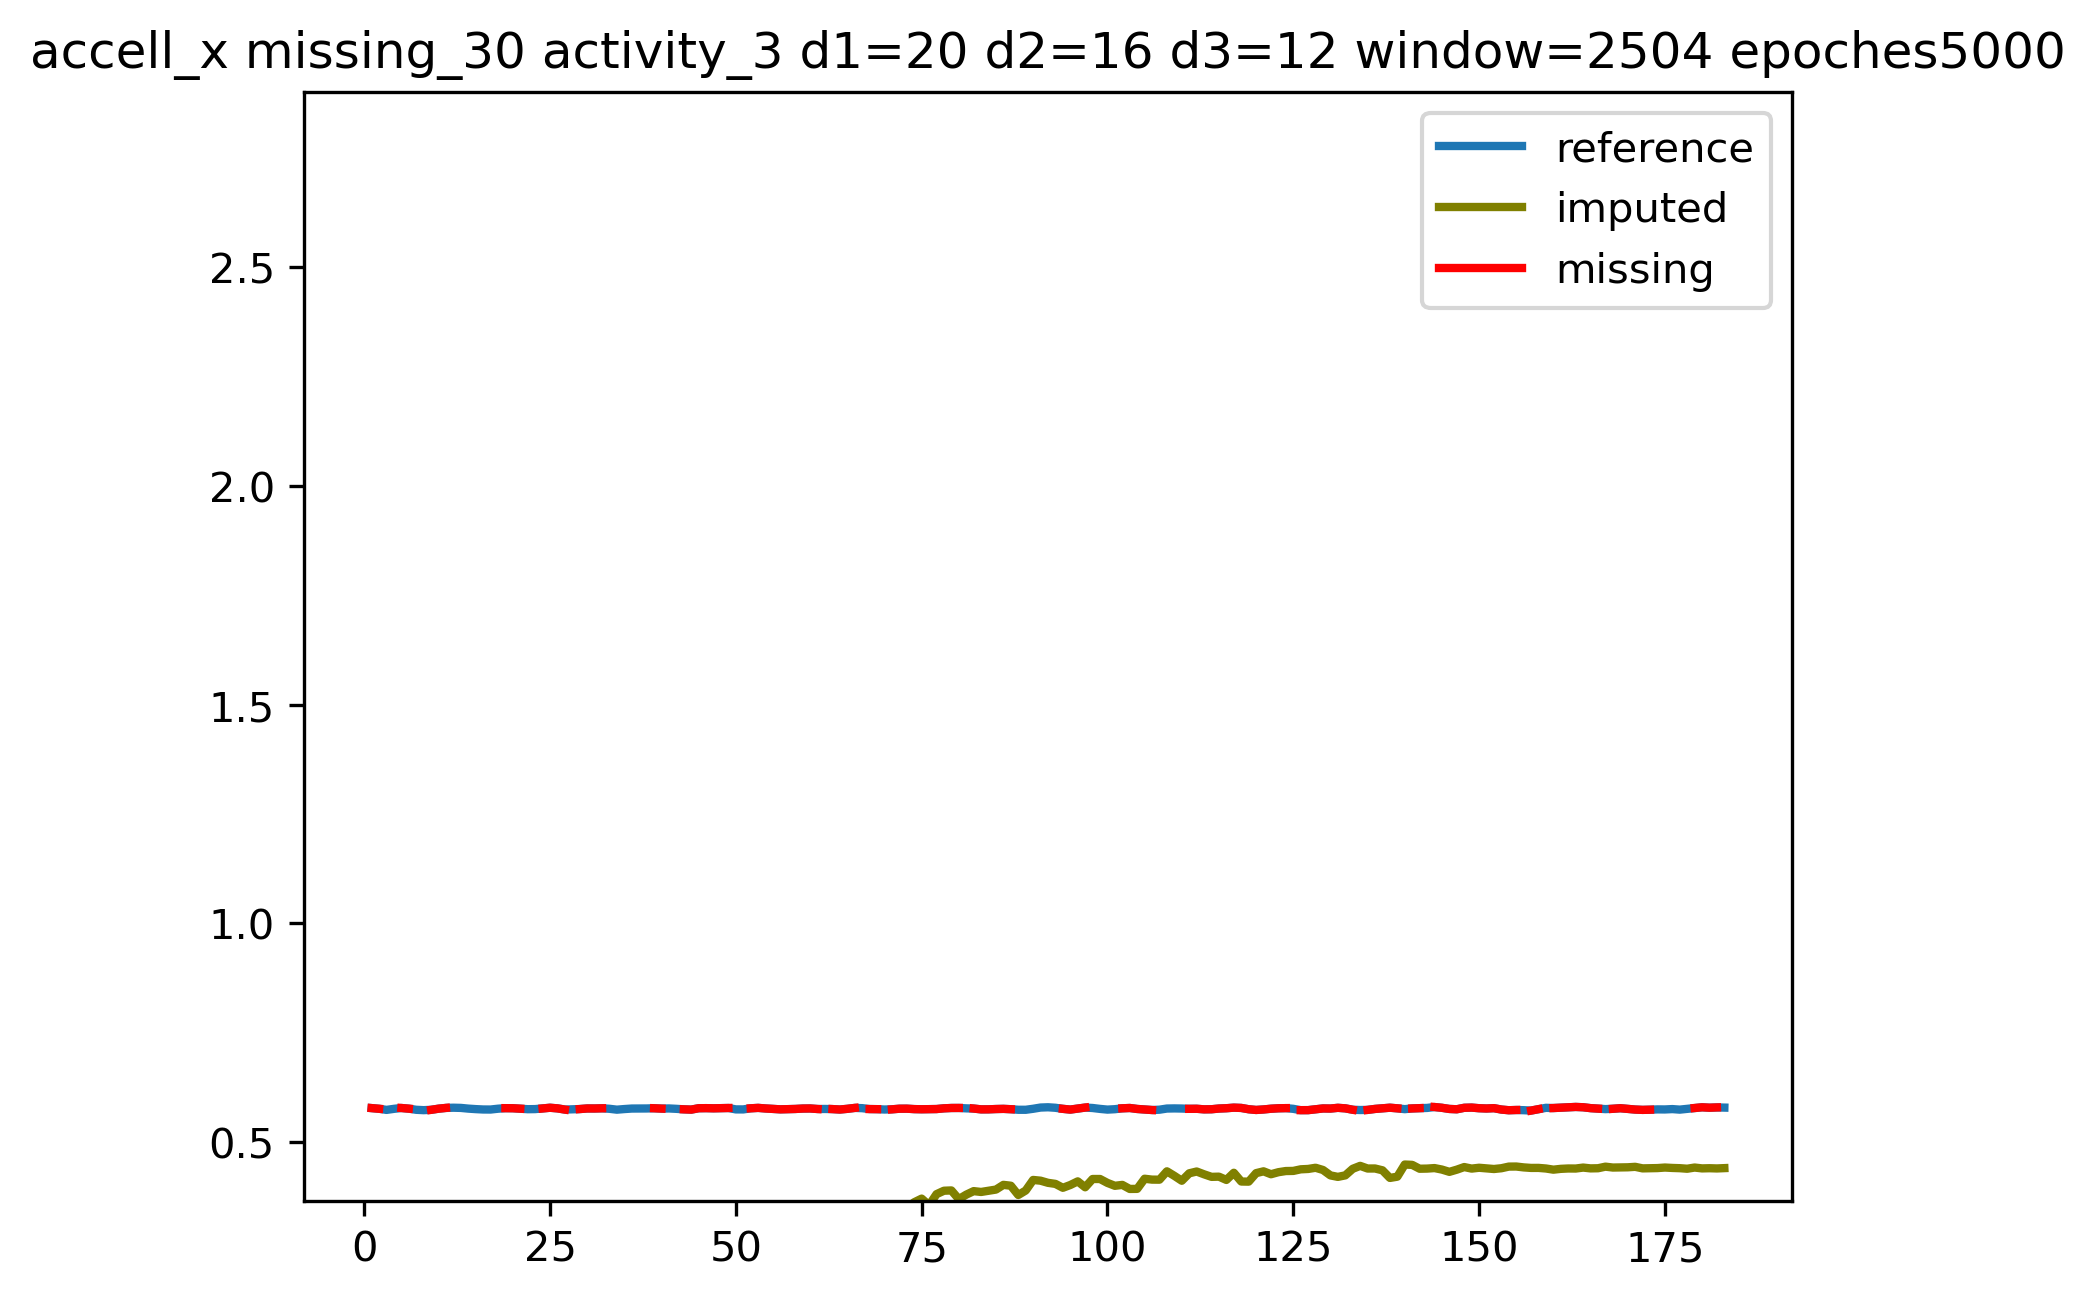 accell_x missing_30 activity_3 d1=20 d2=16 d3=12 window=2504 epoches5000
reference
imputed
missing
2.5
2.0
1.5
1.0
0.5
0 25 50 75 100 125 150 175